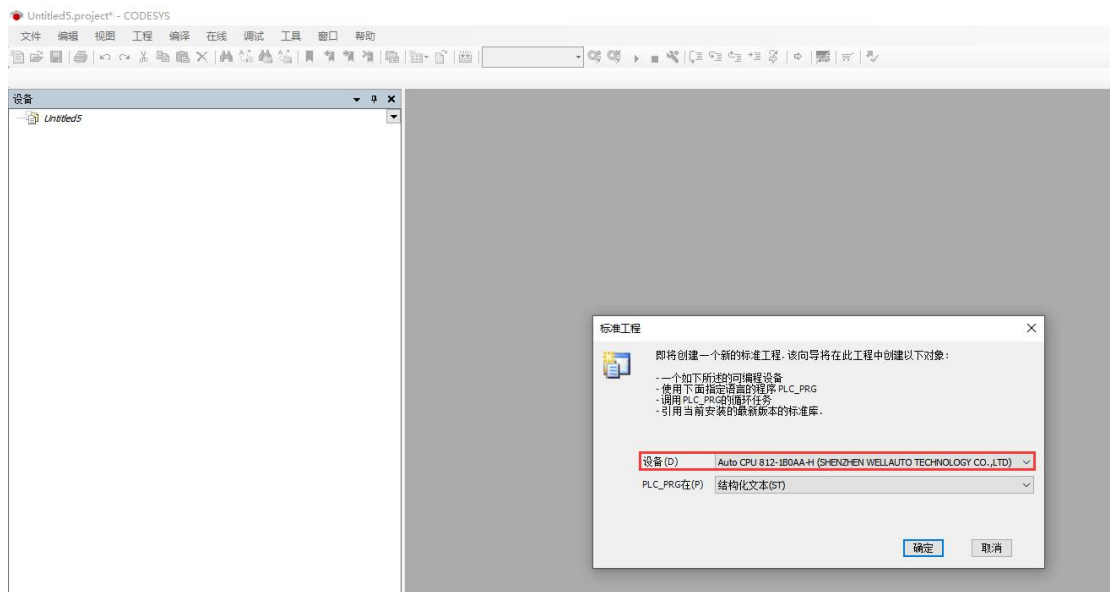 Untitled5.project* - CODESYS
文件 编辑 视图 工程 编译 在线 调试 工具 窗口 帮助
设备
Untitled5
标准工程
即将创建一个新的标准工程. 该向导将在此工程中创建以下对象:
- 一个如下所述的可编程设备
- 使用下面指定语言的程序 PLC_PRG
- 调用 PLC_PRG的循环任务
- 引用当前安装的最新版本的标准库.
设备(D) Auto CPU 812-1B0AA-H (SHENZHEN WELLAUTO TECHNOLOGY CO.,LTD)
PLC_PRG在(P) 结构化文本(ST)
确定 取消